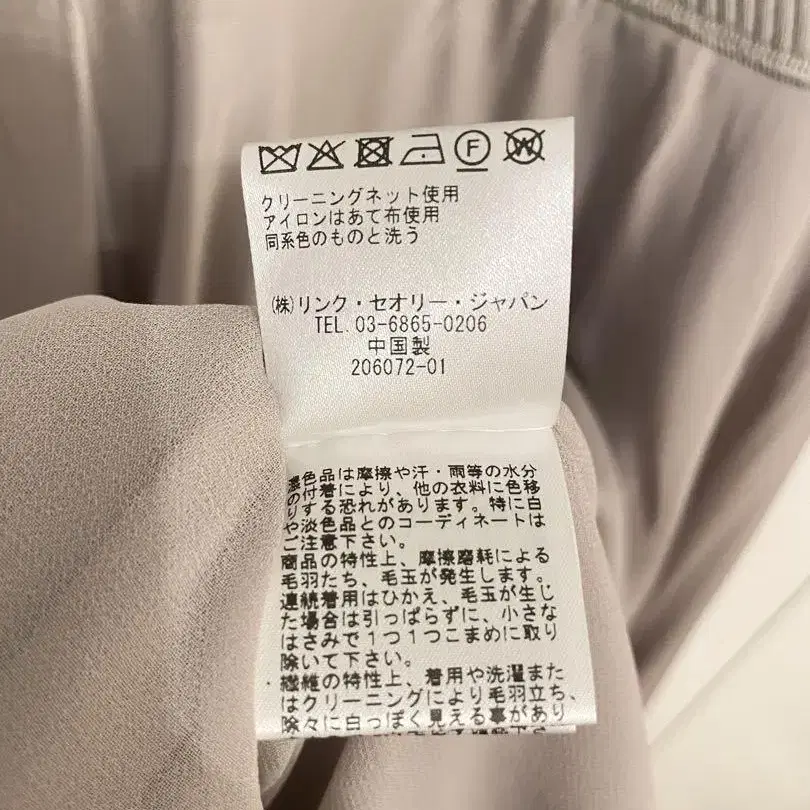 F
W
クリーニングネット使用
アイロンはあて布使用
同系色のものと洗う
(株)リンク・セオリー・ジャパン
TEL.03-6865-0206
中国製
206072-01
濃色品は摩擦や汗・雨等の水分
の付着により、他の衣料に色移
りする恐れがあります。特に白
や淡色品とのコーディネートは
ご注意下さい。
商品の特性上、摩擦磨耗による
毛羽たち、毛玉が発生します。
連続着用はひかえ、毛玉が生じ
た場合は引っぱらずに、小さな
はさみで1つ1つこまめに取り
除いて下さい。
・繊維の特性上、着用や洗濯また
はクリーニングにより毛羽立ち、
除々に白っぽく見える事があり